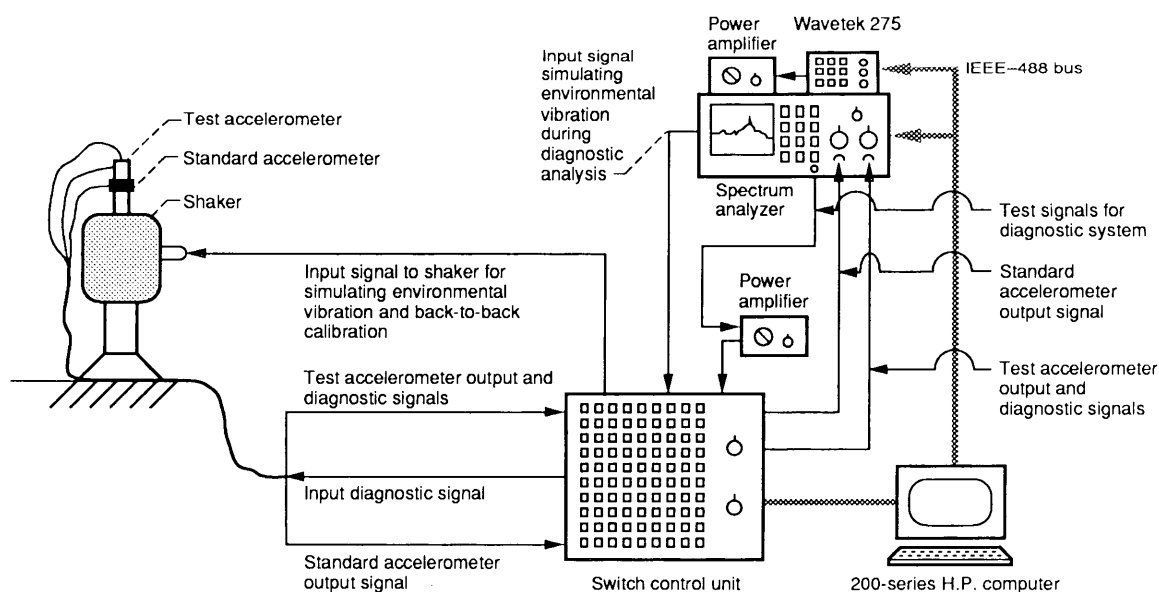 Power
amplifier
Wavetek 275
Input signal
simulating
environmental
vibration
during
diagnostic
analysis
IEEE–488 bus
Test accelerometer
Standard accelerometer
Shaker
Spectrum
analyzer
Test signals for
diagnostic system
Input signal to shaker for
simulating environmental
vibration and back-to-back
calibration
Power
amplifier
Standard
accelerometer
output signal
Test accelerometer output and
diagnostic signals
Test accelerometer
output and
diagnostic signals
Input diagnostic signal
Standard accelerometer
output signal
Switch control unit
200-series H.P. computer